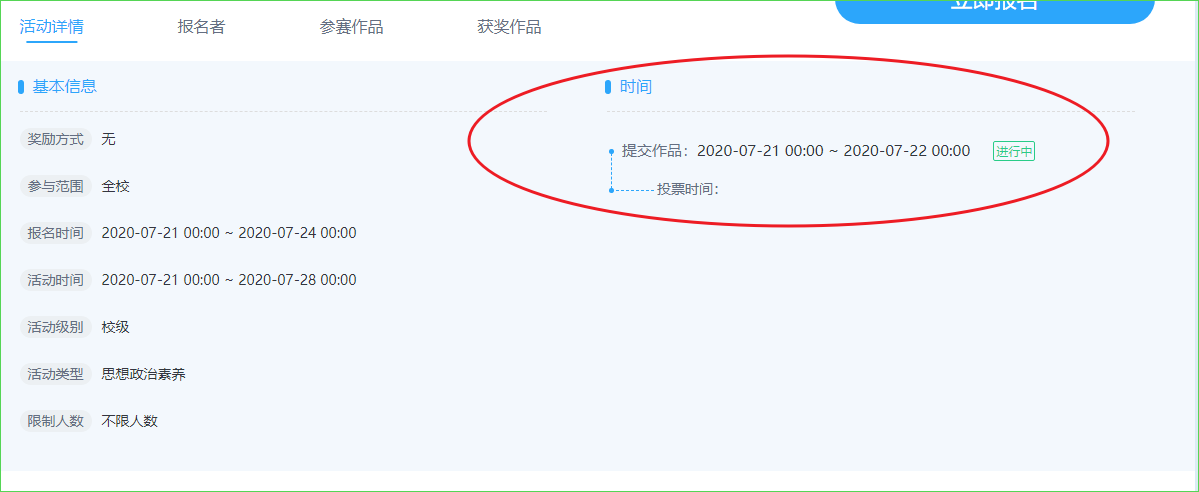 立即报名
活动详情 报名者 参赛作品 获奖作品
基本信息
奖励方式 无
参与范围 全校
报名时间 2020-07-21 00:00 ~ 2020-07-24 00:00
活动时间 2020-07-21 00:00 ~ 2020-07-28 00:00
活动级别 校级
活动类型 思想政治素养
限制人数 不限人数
时间
提交作品：2020-07-21 00:00 ~ 2020-07-22 00:00 进行中
投票时间：